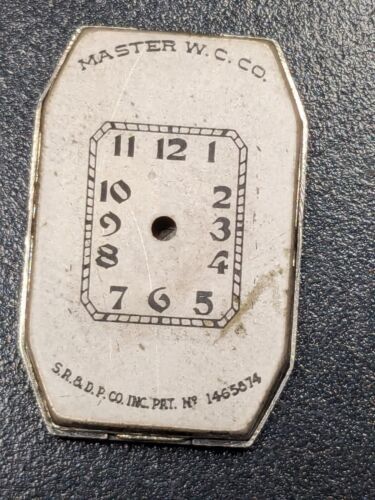 MASTER W. C. CO.
11 12 1
10 2
9 3
8 4
7 6 5
S.R. & D. P. CO. INC. PAT. Nº 1465874